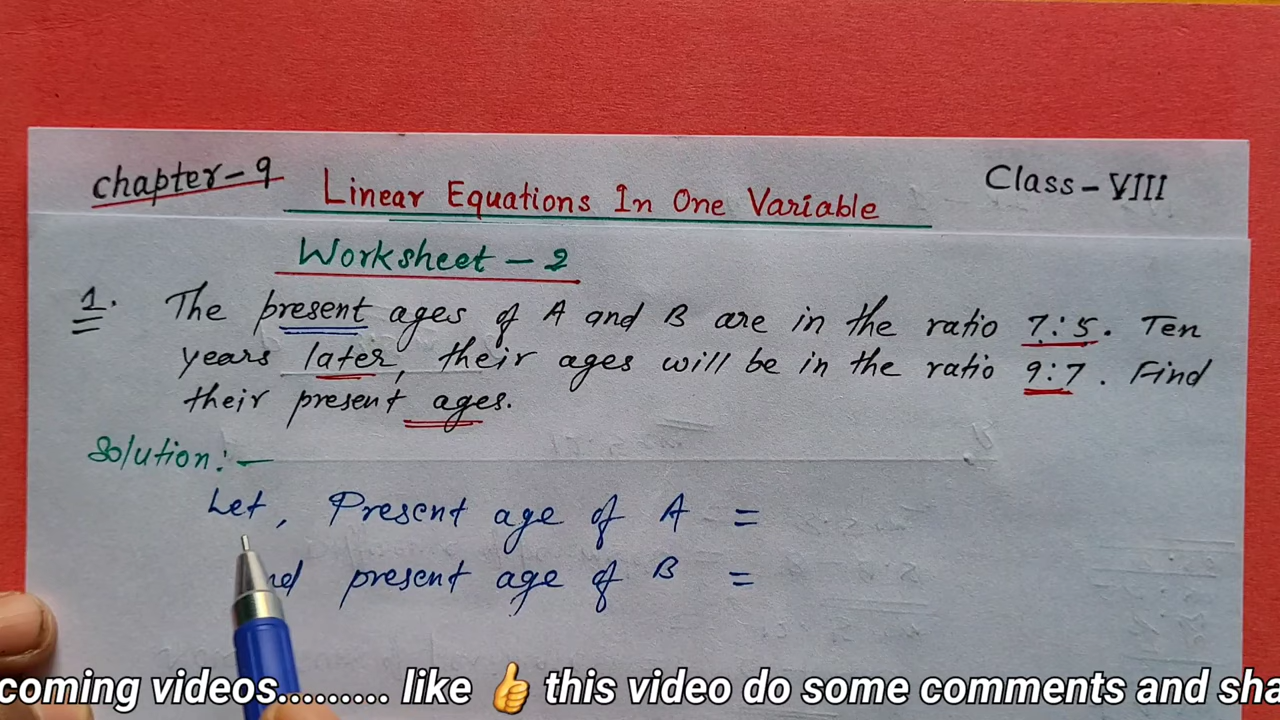 chapter-9
Linear Equations In One Variable
Class-VIII
Worksheet-2
1. The present ages of A and B are in the ratio 7:5. Ten
years later, their ages will be in the ratio 9:7. Find
their present ages.
Solution:-
Let, Present age of A =
present age of B =
coming videos......... like 👍 this video do some comments and sha